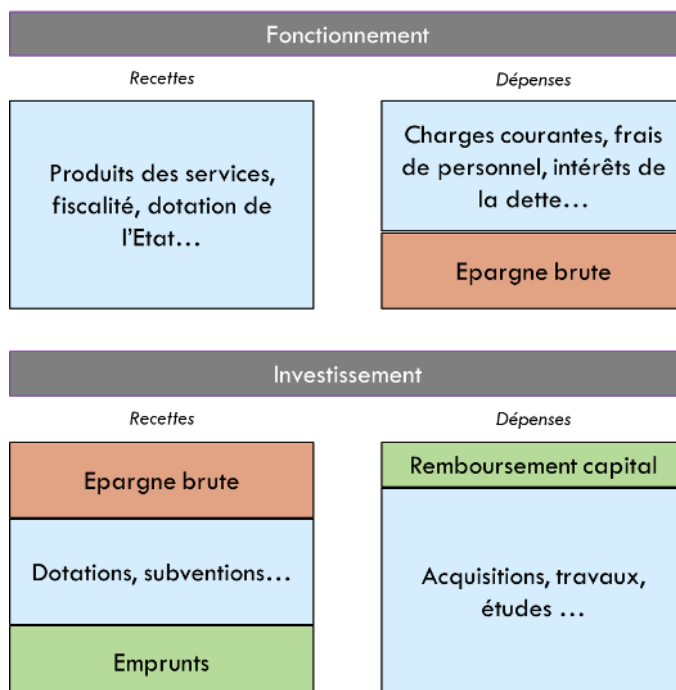 Fonctionnement
Recettes
Dépenses
Produits des services,
fiscalité, dotation de
l'Etat...
Charges courantes, frais
de personnel, intérêts de
la dette...
Epargne brute
Investissement
Recettes
Dépenses
Epargne brute
Dotations, subventions...
Emprunts
Remboursement capital
Acquisitions, travaux,
études ...